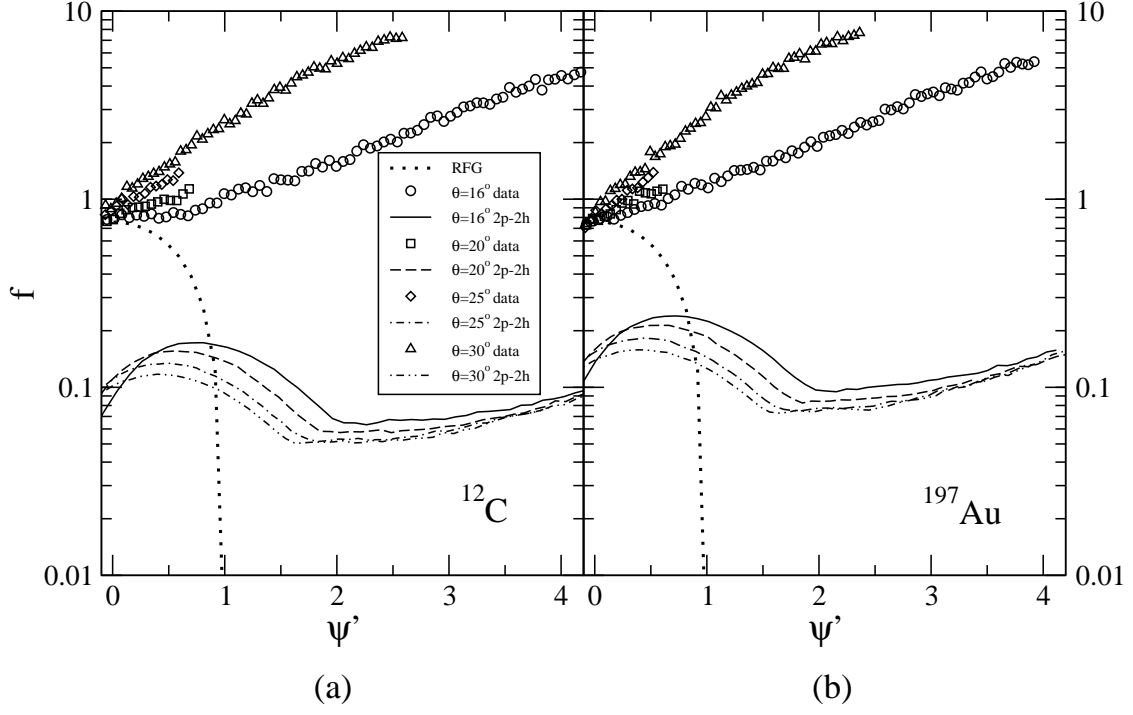 10
1
0.1
0.01
f
0 1 2 3 4
ψ’
RFG
θ=16° data
θ=16° 2p-2h
θ=20° data
θ=20° 2p-2h
θ=25° data
θ=25° 2p-2h
θ=30° data
θ=30° 2p-2h
¹²C
(a)
0 1 2 3 4
ψ’
¹⁹⁷Au
10
1
0.1
0.01
(b)